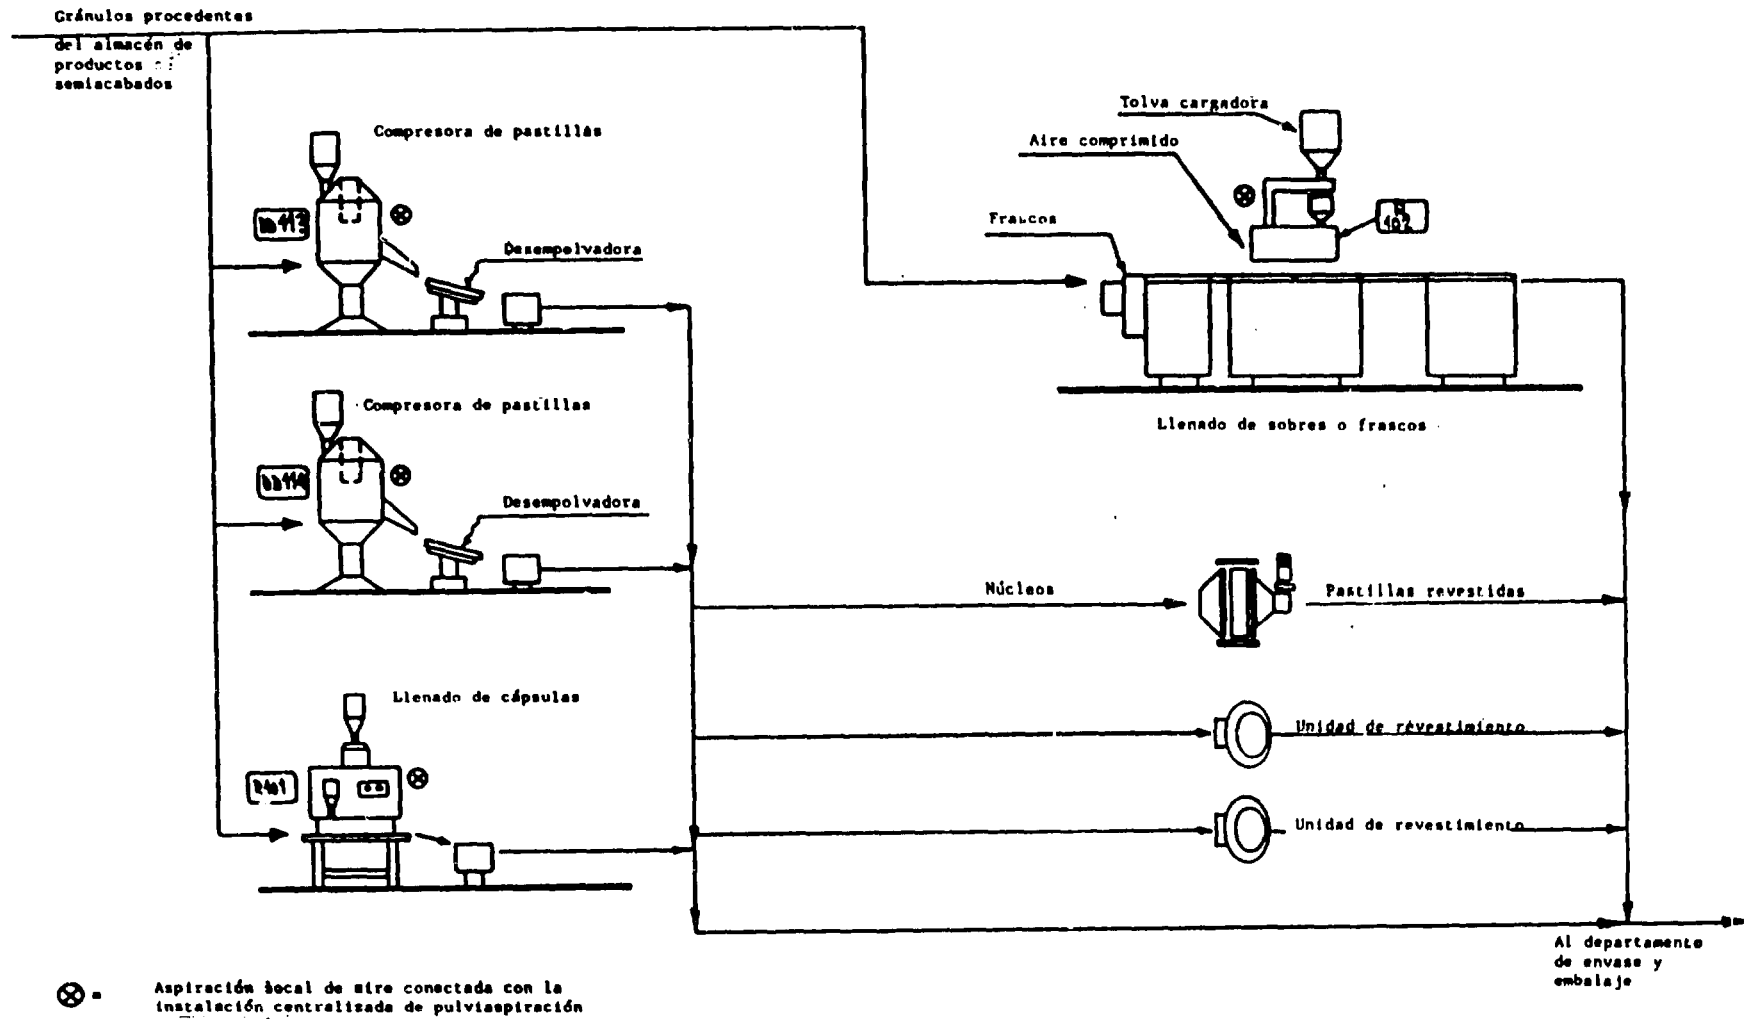 Gránulos procedentes
del almacén de
productos
semiacabados
Compresora de pastillas
Tolva cargadora
Aire comprimido
Frascos
Desempolvadora
Llenado de sobres o frascos
Compresora de pastillas
Desempolvadora
Núcleos
Pastillas revestidas
Llenado de cápsulas
Unidad de revestimiento
Unidad de revestimiento
Al departamento
de envase y
embalaje
= Aspiración local de aire conectada con la
instalación centralizada de pulviaspiración